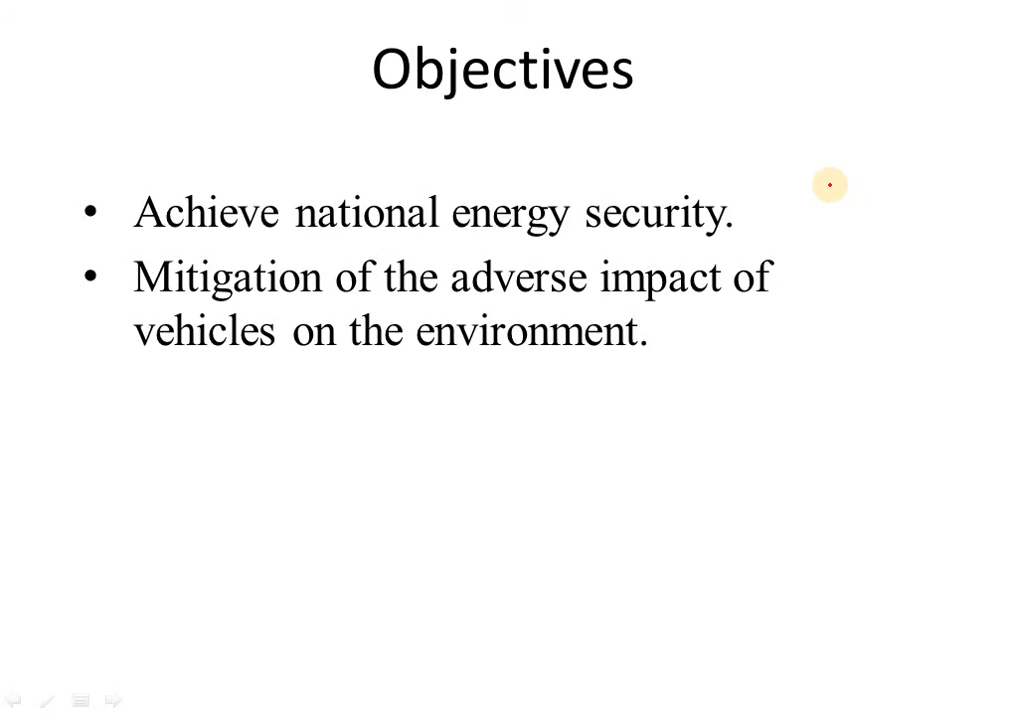 Objectives
• Achieve national energy security.
• Mitigation of the adverse impact of
vehicles on the environment.